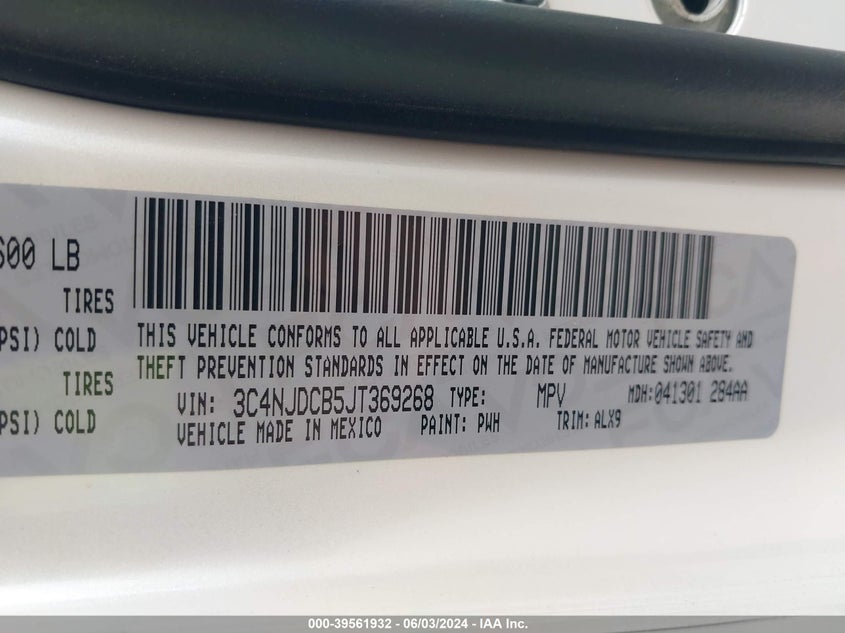 600 LB
TIRES
PSI) COLD
THIS VEHICLE CONFORMS TO ALL APPLICABLE U.S.A. FEDERAL MOTOR VEHICLE SAFETY AND
THEFT PREVENTION STANDARDS IN EFFECT ON THE DATE OF MANUFACTURE SHOWN ABOVE.
TIRES
VIN: 3C4NJDCB5JT369268 TYPE: MPV MDH:041301 284AA
PSI) COLD
VEHICLE MADE IN MEXICO PAINT: PWH TRIM: ALX9
000-39561932 - 06/03/2024 - IAA Inc.